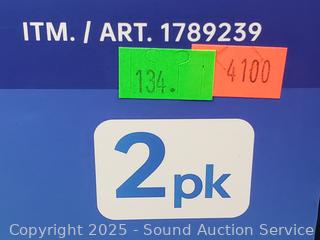 ITM. / ART. 1789239
134. 4100
2pk
Copyright © 2025 - Sound Auction Service